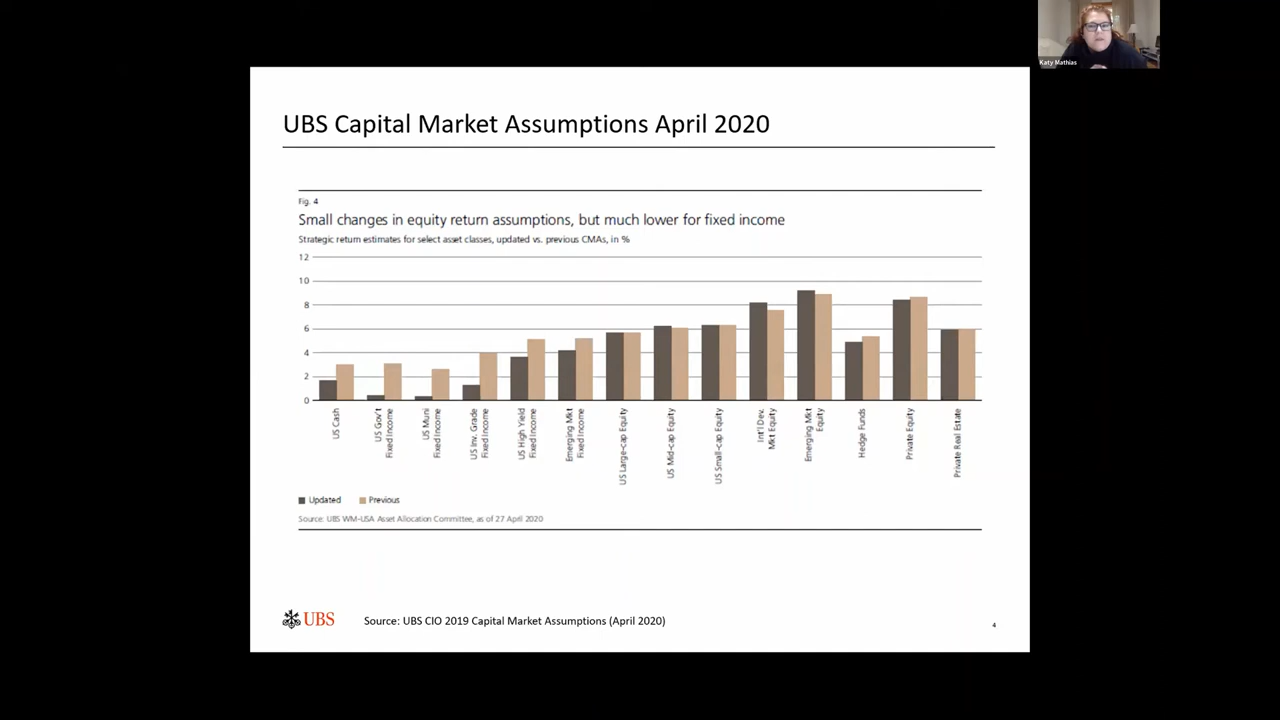 Katy Mathias
UBS Capital Market Assumptions April 2020
Fig. 4
Small changes in equity return assumptions, but much lower for fixed income
Strategic return estimates for select asset classes, updated vs. previous CMAs, in %
12
10
8
6
4
2
0
US Cash
US Gov't
Fixed Income
US Muni
Fixed Income
US Inv. Grade
Fixed Income
US High Yield
Fixed Income
Emerging Mkt
Fixed Income
US Large-cap Equity
US Mid-cap Equity
US Small-cap Equity
Int'l Dev.
Mkt Equity
Emerging Mkt
Equity
Hedge Funds
Private Equity
Private Real Estate
Updated
Previous
Source: UBS WM-USA Asset Allocation Committee, as of 27 April 2020
UBS
Source: UBS CIO 2019 Capital Market Assumptions (April 2020)
4